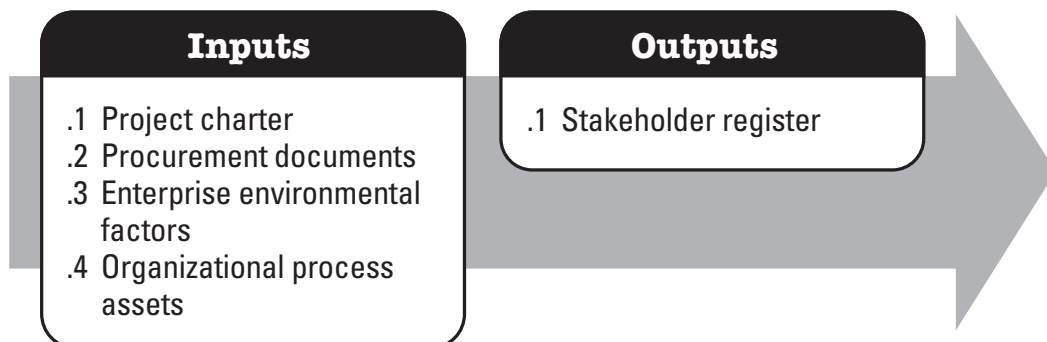 Inputs
.1 Project charter
.2 Procurement documents
.3 Enterprise environmental
factors
.4 Organizational process
assets
Outputs
.1 Stakeholder register